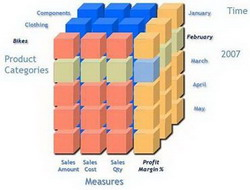 Components
Clothing
Bikes
Product
Categories
January
Time
February
2007
March
April
May
Sales
Amount
Sales
Cost
Sales
Qty
Profit
Margin %
Measures